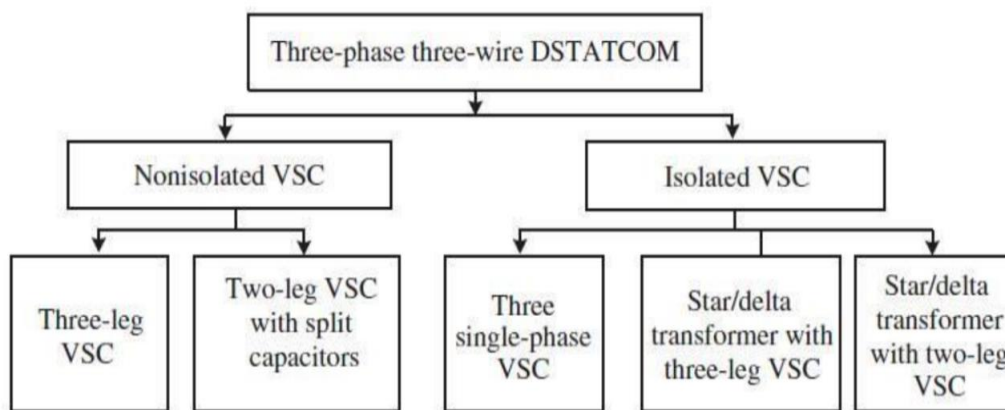 Three-phase three-wire DSTATCOM
Nonisolated VSC
Isolated VSC
Three-leg
VSC
Two-leg VSC
with split
capacitors
Three
single-phase
VSC
Star/delta
transformer with
three-leg VSC
Star/delta
transformer
with two-leg
VSC